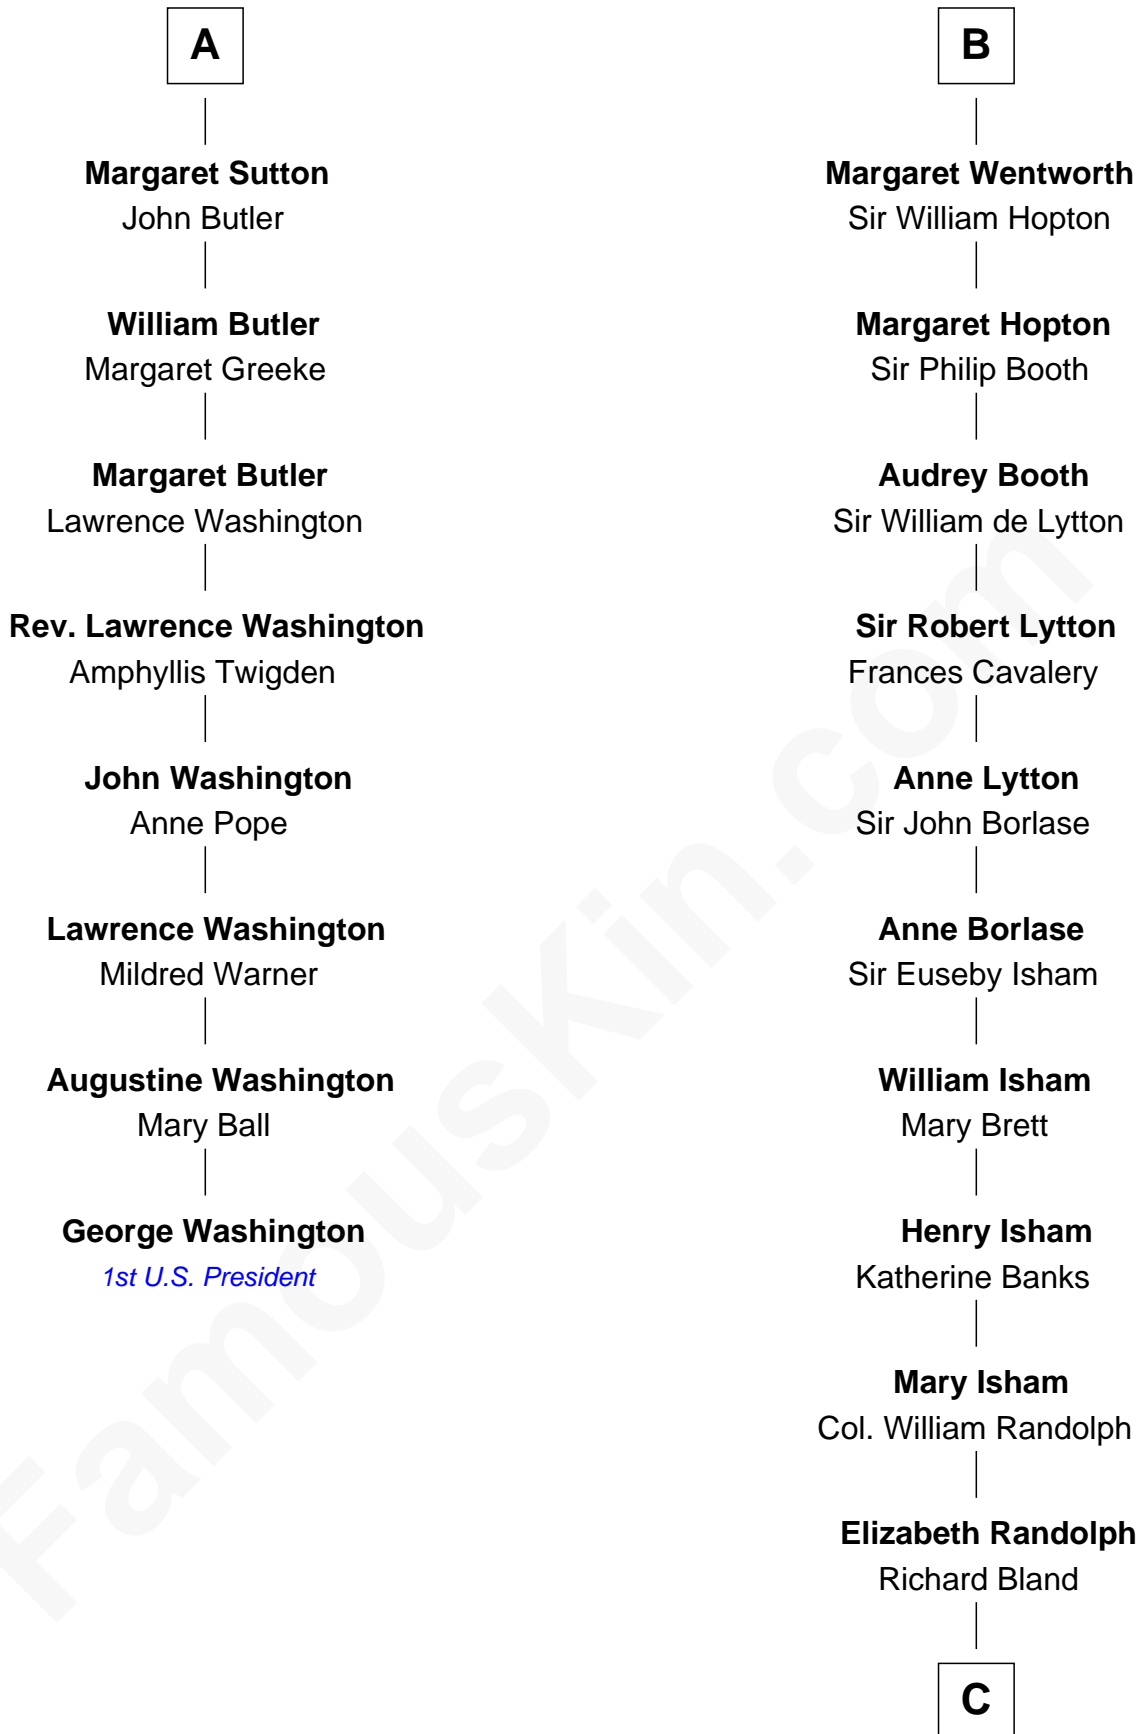 A
Margaret Sutton
John Butler
William Butler
Margaret Greeke
Margaret Butler
Lawrence Washington
Rev. Lawrence Washington
Amphyllis Twigden
John Washington
Anne Pope
Lawrence Washington
Mildred Warner
Augustine Washington
Mary Ball
George Washington
1st U.S. President
B
Margaret Wentworth
Sir William Hopton
Margaret Hopton
Sir Philip Booth
Audrey Booth
Sir William de Lytton
Sir Robert Lytton
Frances Cavalery
Anne Lytton
Sir John Borlase
Anne Borlase
Sir Euseby Isham
William Isham
Mary Brett
Henry Isham
Katherine Banks
Mary Isham
Col. William Randolph
Elizabeth Randolph
Richard Bland
C
FamousKin.com